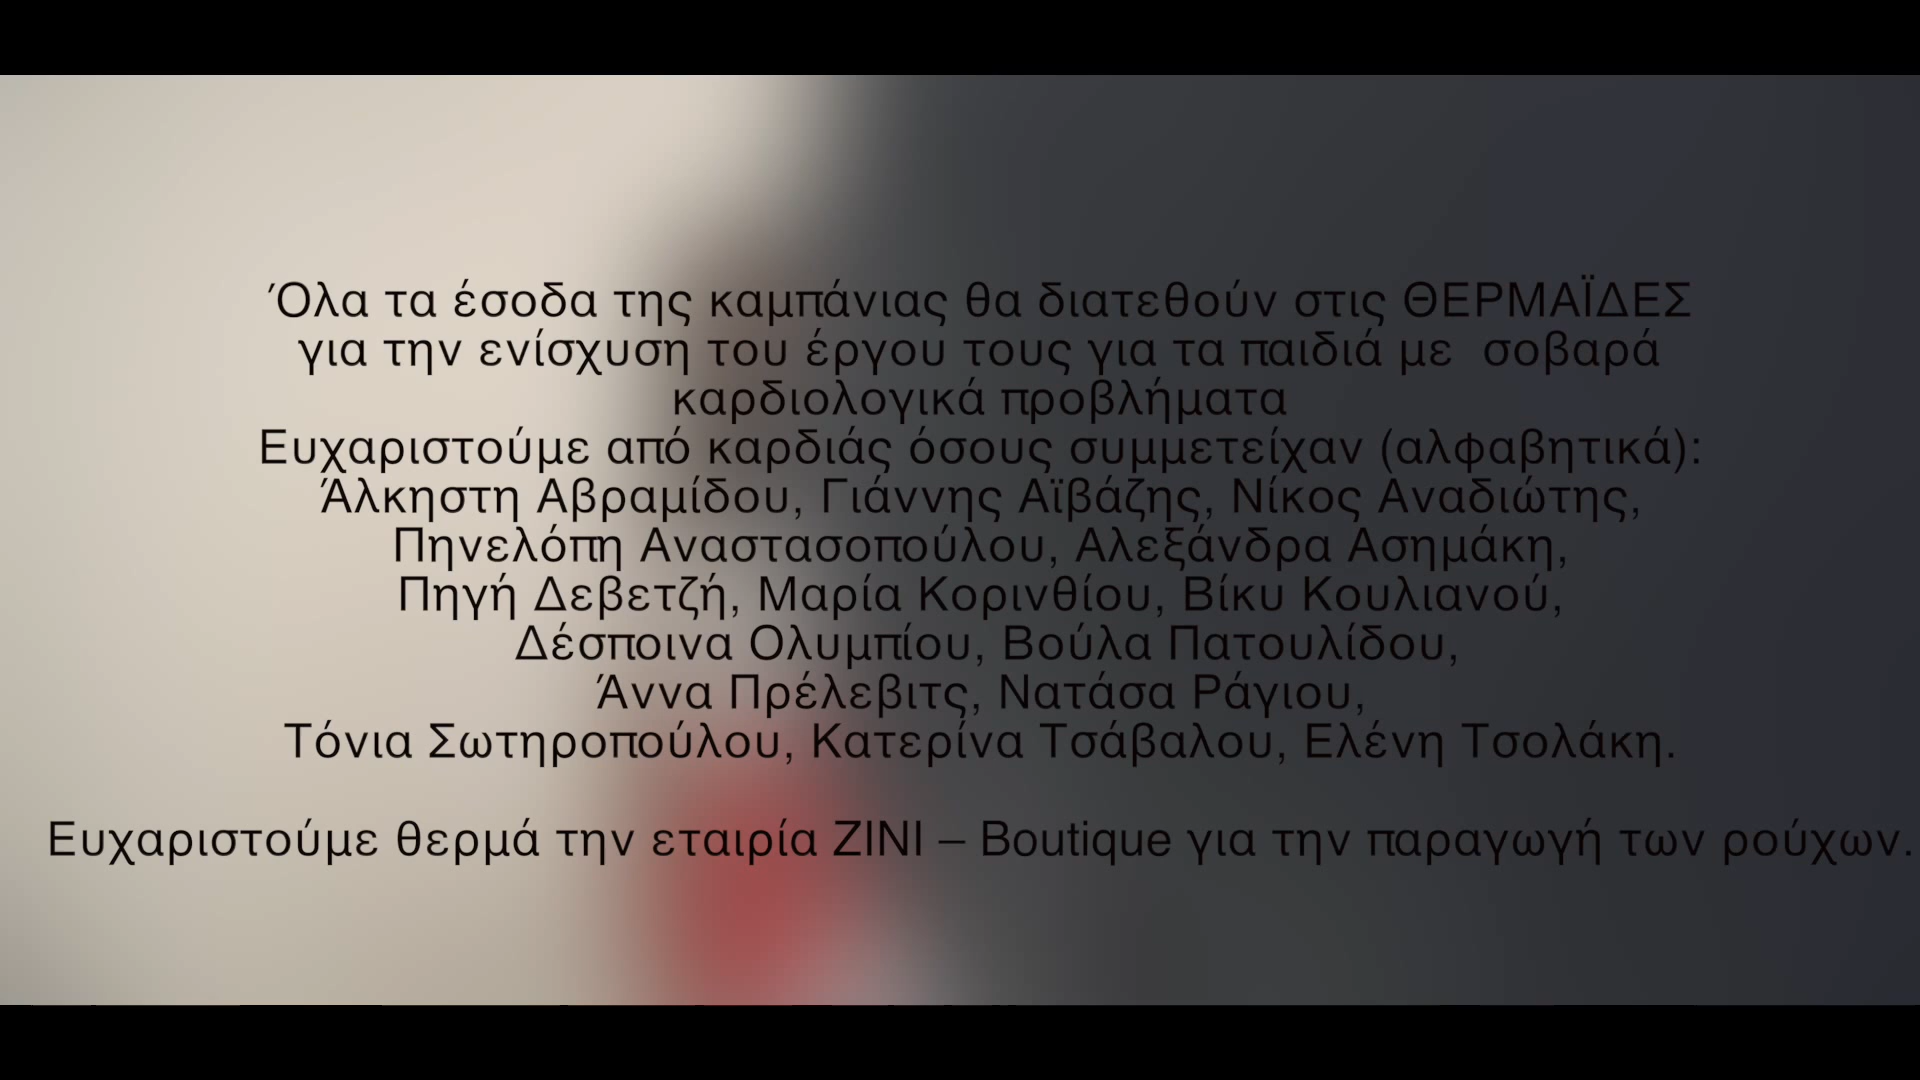 Όλα τα έσοδα της καμπάνιας θα διατεθούν στις ΘΕΡΜΑΪΔΕΣ
για την ενίσχυση του έργου τους για τα παιδιά με  σοβαρά
καρδιολογικά προβλήματα
Ευχαριστούμε από καρδιάς όσους συμμετείχαν (αλφαβητικά):
Άλκηστη Αβραμίδου, Γιάννης Αϊβάζης, Νίκος Αναδιώτης,
Πηνελόπη Αναστασοπούλου, Αλεξάνδρα Ασημάκη,
Πηγή Δεβετζή, Μαρία Κορινθίου, Βίκυ Κουλιανού,
Δέσποινα Ολυμπίου, Βούλα Πατουλίδου,
Άννα Πρέλεβιτς, Νατάσα Ράγιου,
Τόνια Σωτηροπούλου, Κατερίνα Τσάβαλου, Ελένη Τσολάκη.
Ευχαριστούμε θερμά την εταιρία ZINI – Boutique για την παραγωγή των ρούχων.